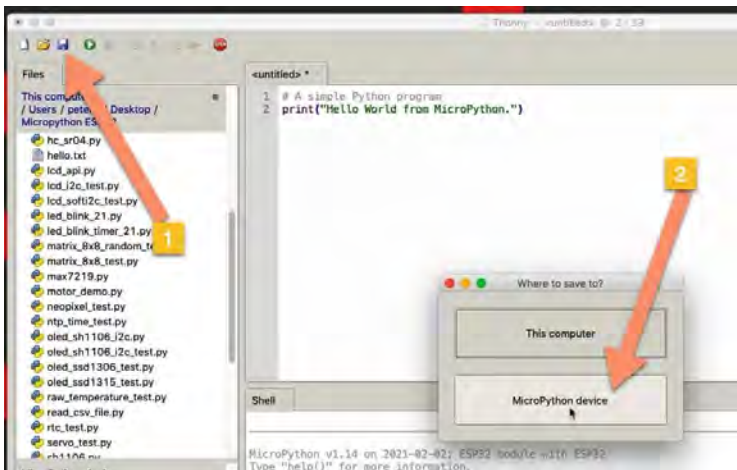 Thonny - <untitled> @ 2 : 39
Files
This computer
/ Users / peter / Desktop /
Micropython ESP32
hc_sr04.py
hello.txt
lcd_api.py
lcd_i2c_test.py
lcd_softi2c_test.py
led_blink_21.py
led_blink_timer_21.py
matrix_8x8_random_te
matrix_8x8_test.py
max7219.py
motor_demo.py
neopixel_test.py
ntp_time_test.py
oled_sh1106_i2c.py
oled_sh1106_i2c_test.py
oled_ssd1306_test.py
oled_ssd1315_test.py
raw_temperature_test.py
read_csv_file.py
rtc_test.py
servo_test.py
sh1106.py
1
<untitled> *
1 # A simple Python program
2 print("Hello World from MicroPython.")
2
Where to save to?
This computer
MicroPython device
Shell
MicroPython v1.14 on 2021-02-02; ESP32 module with ESP32
Type "help()" for more information.